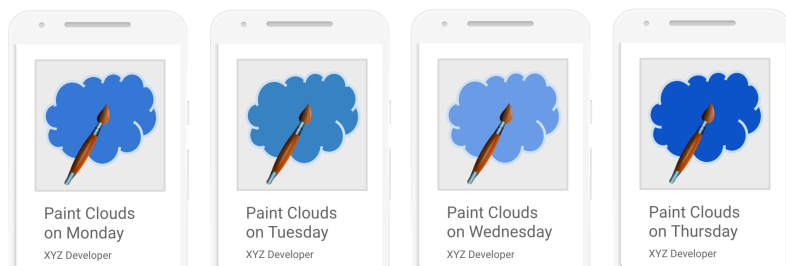 Paint Clouds
on Monday
XYZ Developer
Paint Clouds
on Tuesday
XYZ Developer
Paint Clouds
on Wednesday
XYZ Developer
Paint Clouds
on Thursday
XYZ Developer